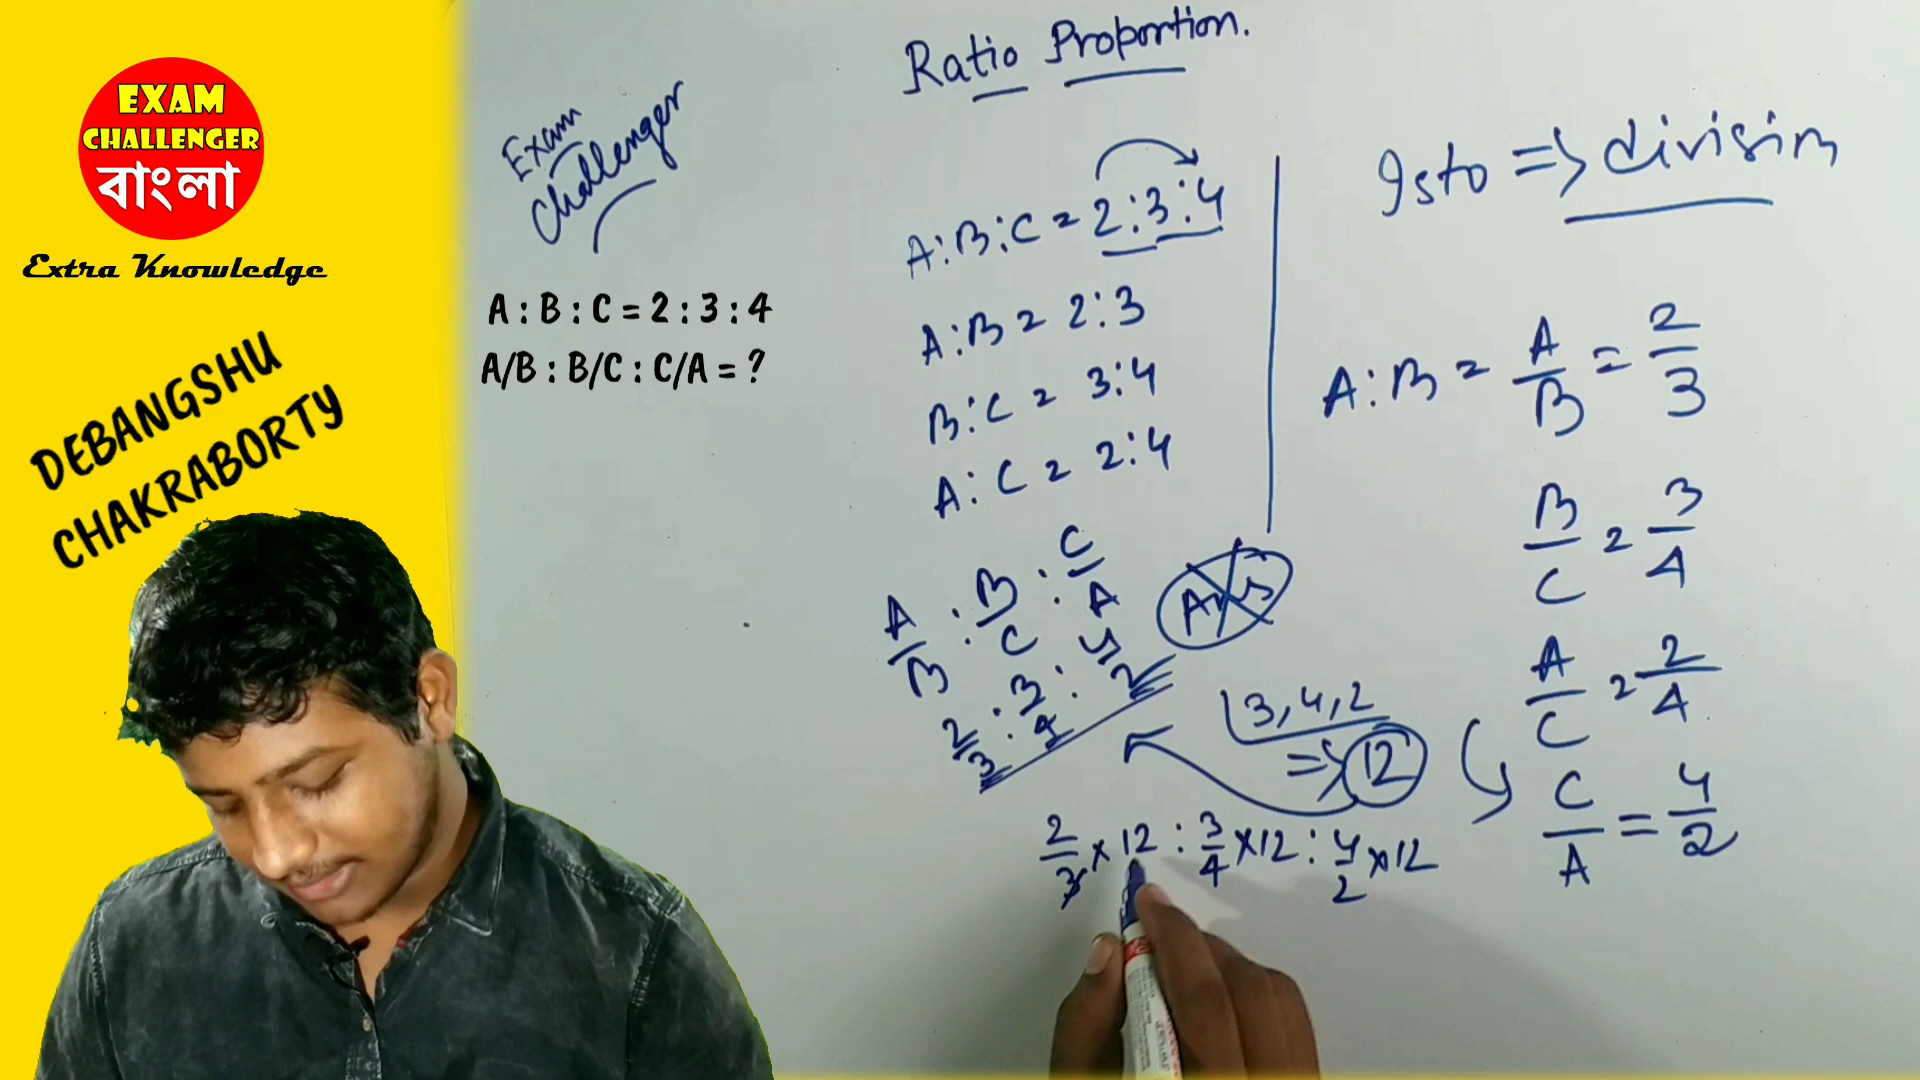 EXAM
CHALLENGER
বাংলা
Extra Knowledge
DEBANGSHU
CHAKRABORTY
Exam
Challenger
A : B : C = 2 : 3 : 4
A/B : B/C : C/A = ?
Ratio Proportion.
A:B:C = 2:3:4
A:B = 2:3
B:C = 3:4
A:C = 2:4
A/B : B/C : C/A
2/3 : 3/4 : 4/2
Ans
3, 4, 2
=> 12
2/3 × 12 : 3/4 × 12 : 4/2 × 12
Isto => division
A:B = A/B = 2/3
B/C = 3/4
A/C = 2/4
C/A = 4/2